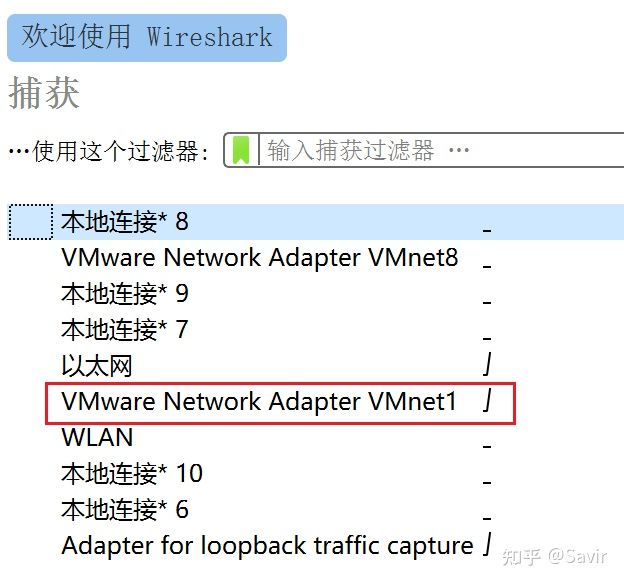 欢迎使用 Wireshark
捕获
…使用这个过滤器: 输入捕获过滤器 …
本地连接* 8
VMware Network Adapter VMnet8
本地连接* 9
本地连接* 7
以太网
VMware Network Adapter VMnet1
WLAN
本地连接* 10
本地连接* 6
Adapter for loopback traffic capture
知乎 @Savir